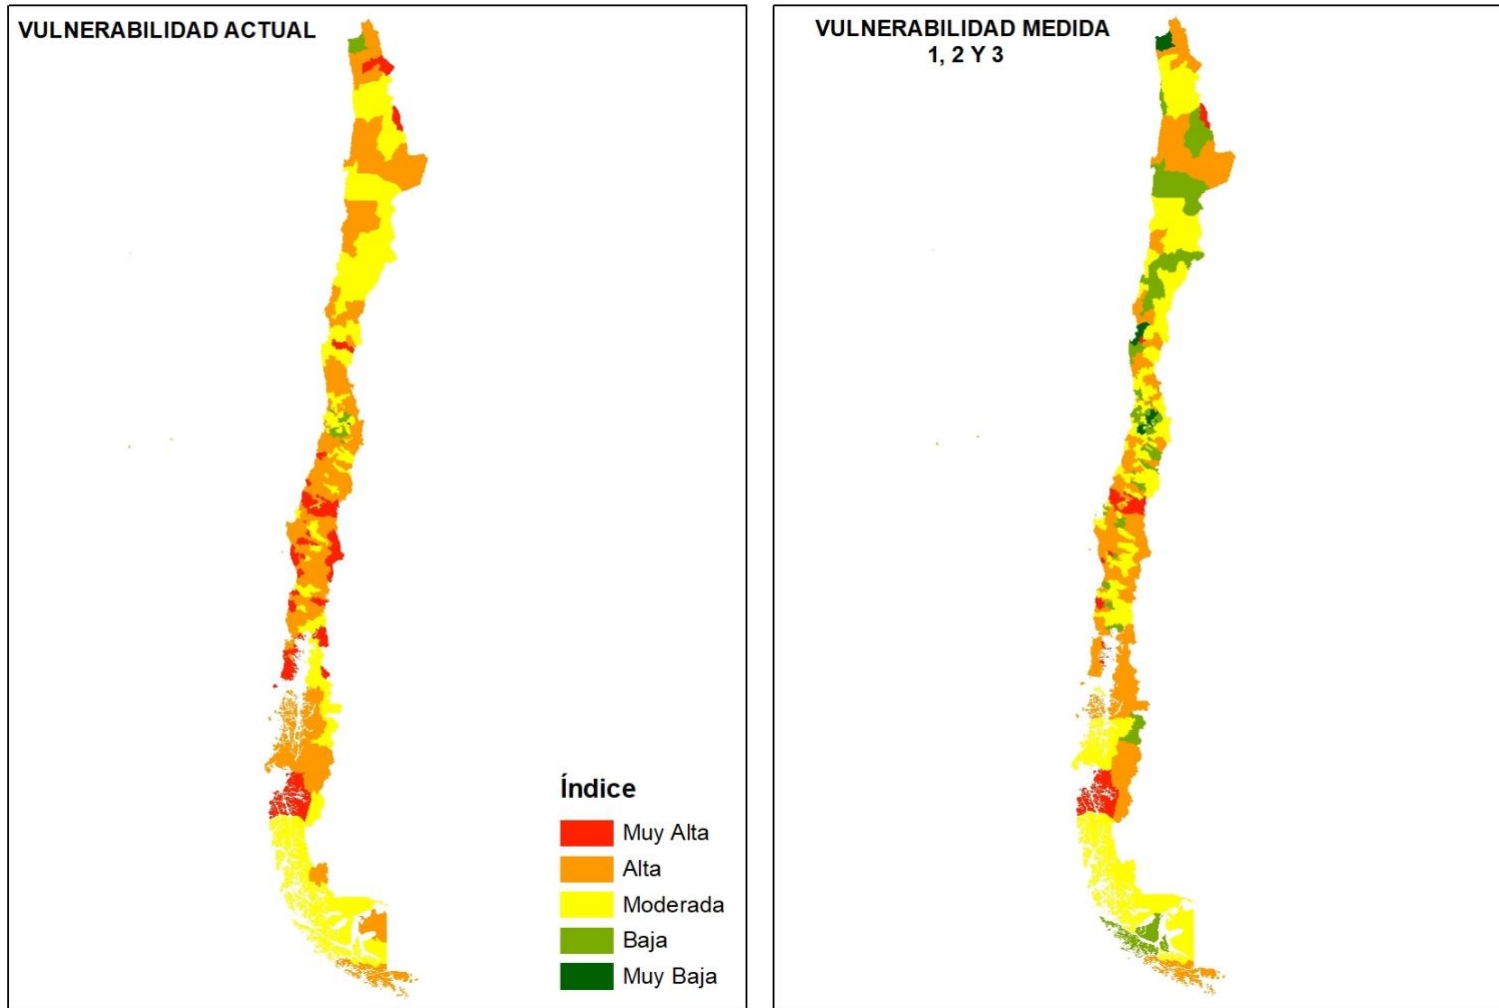 VULNERABILIDAD ACTUAL
VULNERABILIDAD MEDIDA
1, 2 Y 3
Índice
Muy Alta
Alta
Moderada
Baja
Muy Baja